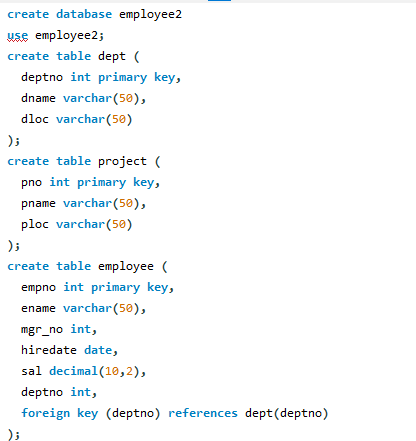 create database employee2
use employee2;
create table dept (
  deptno int primary key,
  dname varchar(50),
  dloc varchar(50)
);
create table project (
  pno int primary key,
  pname varchar(50),
  ploc varchar(50)
);
create table employee (
  empno int primary key,
  ename varchar(50),
  mgr_no int,
  hiredate date,
  sal decimal(10,2),
  deptno int,
  foreign key (deptno) references dept(deptno)
);